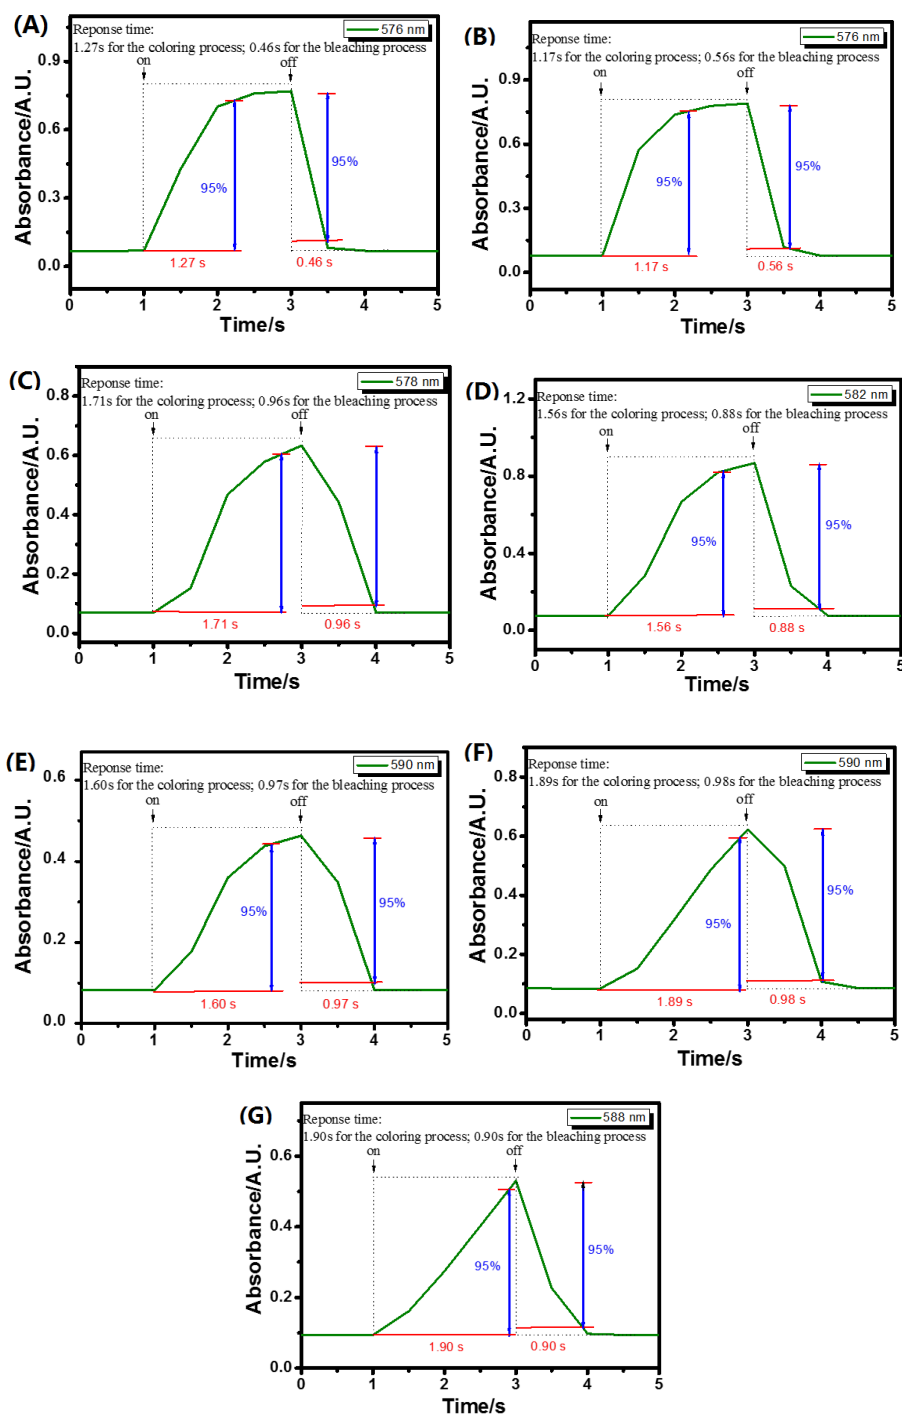 (A)
Reponse time:
576 nm
1.27s for the coloring process; 0.46s for the bleaching process
on
off
0.9
0.6
0.3
0.0
Absorbance/A.U.
95%
95%
1.27 s
0.46 s
0 1 2 3 4 5
Time/s
(B)
Reponse time:
576 nm
1.17s for the coloring process; 0.56s for the bleaching process
on
off
0.9
0.6
0.3
0.0
Absorbance/A.U.
95%
95%
1.17 s
0.56 s
0 1 2 3 4 5
Time/s
(C)
Reponse time:
578 nm
1.71s for the coloring process; 0.96s for the bleaching process
on
off
0.8
0.6
0.4
0.2
0.0
Absorbance/A.U.
95%
95%
1.71 s
0.96 s
0 1 2 3 4 5
Time/s
(D)
Reponse time:
582 nm
1.56s for the coloring process; 0.88s for the bleaching process
on
off
1.2
0.8
0.4
0.0
Absorbance/A.U.
95%
95%
1.56 s
0.88 s
0 1 2 3 4 5
Time/s
(E)
Reponse time:
590 nm
1.60s for the coloring process; 0.97s for the bleaching process
on
off
0.6
0.4
0.2
0.0
Absorbance/A.U.
95%
95%
1.60 s
0.97 s
0 1 2 3 4 5
Time/s
(F)
Reponse time:
590 nm
1.89s for the coloring process; 0.98s for the bleaching process
on
off
0.8
0.6
0.4
0.2
0.0
Absorbance/A.U.
95%
95%
1.89 s
0.98 s
0 1 2 3 4 5
Time/s
(G)
Reponse time:
588 nm
1.90s for the coloring process; 0.90s for the bleaching process
on
off
0.6
0.4
0.2
0.0
Absorbance/A.U.
95%
95%
1.90 s
0.90 s
0 1 2 3 4 5
Time/s